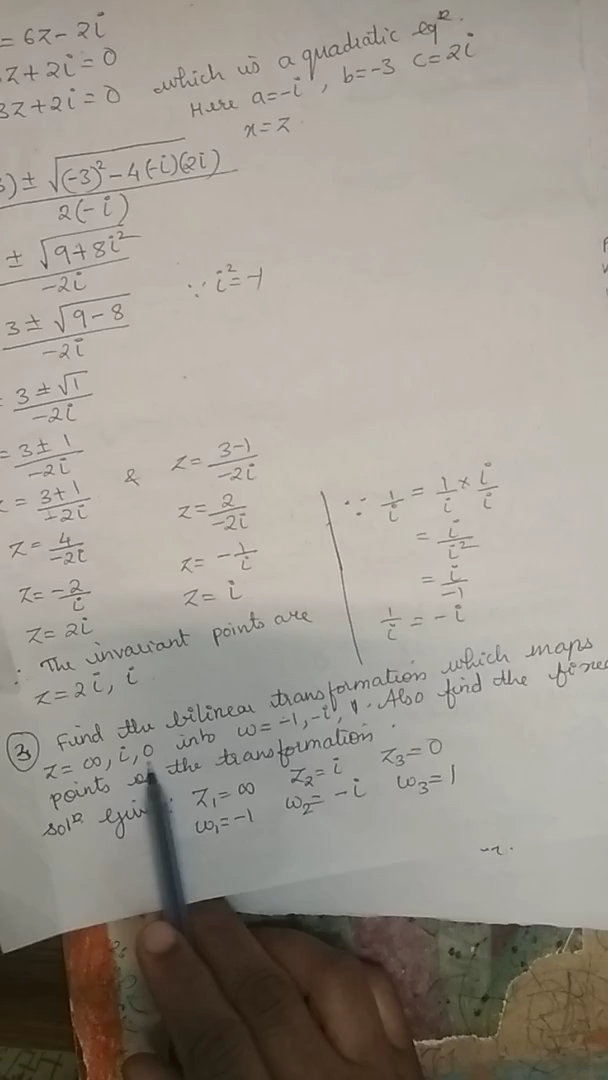 = 6z - 2i
z + 2i = 0
3z + 2i = 0 which is a quadratic eqn.
Here a = -i, b = -3 c = 2i
x = z
3) ± √(-3)² - 4(-i)(2i)
2(-i)
± √9 + 8i²
-2i
3 ± √9 - 8 ∵ i² = -1
-2i
= 3 ± √1
-2i
= 3 ± 1
-2i
= 3 + 1 & z = 3 - 1
-2i -2i
z = 4 z = 2
-2i -2i
z = -2 z = - 1
i i
z = 2i z = i
∵ 1/i = 1/i × i/i
= i/i²
= i/-1
1/i = -i
∴ The invariant points are
z = 2i, i
3) Find the bilinear transformation which maps
z = ∞, i, 0 into w = -1, -i, 1. Also find the fixed
points of the transformation.
Soln z₁ = ∞ z₂ = i z₃ = 0
w₁ = -1 w₂ = -i w₃ = 1